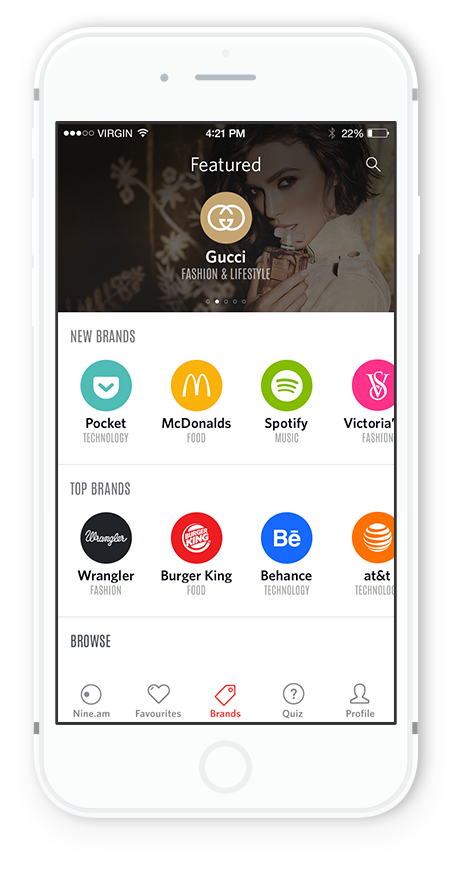 VIRGIN 4:21 PM 22%
Featured
Gucci
FASHION & LIFESTYLE
NEW BRANDS
Pocket McDonalds Spotify Victoria'
TECHNOLOGY FOOD MUSIC FASHION
TOP BRANDS
Wrangler BURGER KING Bē
Wrangler Burger King Behance at&t
FASHION FOOD TECHNOLOGY TECHNOLOG
BROWSE
Nine.am Favourites Brands Quiz Profile